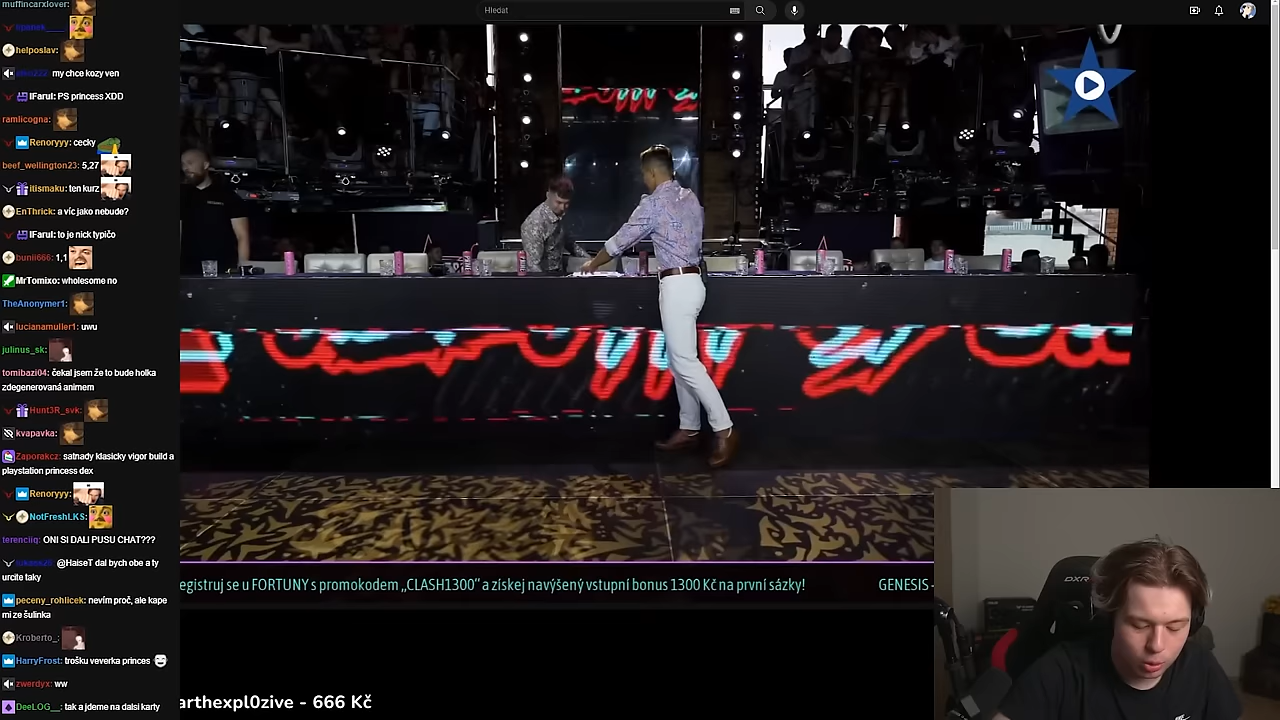 muffincarxlover:
Hledat
helposlav:
my chce kozy ven
IFarul: PS princess XDD
ramlicogna:
Renoryyy: cecky
beef_wellington23: 5,27
itismaku: ten kurz
EnThrick: a víc jako nebude?
IFarul: to je nick typičo
bunii666: 1,1
MrTomixo: wholesome no
TheAnonymer1:
lucianamuller1: uwu
julinus_sk:
tomibazi04: čekal jsem že to bude holka
zdegenerovaná animem
Hunt3R_svk:
kvapavka:
Zaporakcz: satnady klasicky vigor build a
playstation princess dex
Renoryyy:
NotFreshLKS:
terenciiq: ONI SI DALI PUSU CHAT???
@HaiseT dal bych obe a ty
urcite taky
peceny_rohlicek: nevím proč, ale kape
mi ze šulinka
Kroberto_:
HarryFrost: trošku veverka princes
zwerdyx: ww
DeeLOG__: tak a jdeme na dalsi karty
egistruj se u FORTUNY s promokodem „CLASH1300" a získej navýšený vstupní bonus 1300 Kč na první sázky!
GENESIS -
arthexpl0zive - 666 Kč
DXR